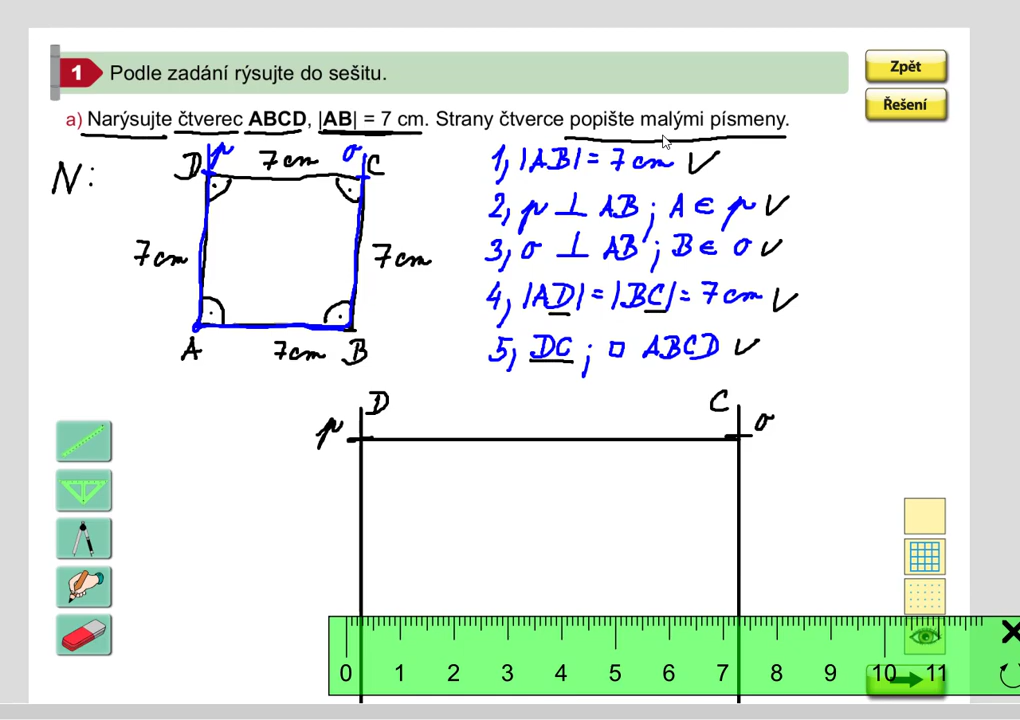 1 Podle zadání rýsujte do sešitu.
Zpět
Řešení
a) Narýsujte čtverec ABCD, |AB| = 7 cm. Strany čtverce popište malými písmeny.
N:
D p 7cm o C
7cm 7cm
A 7cm B
1, |AB| = 7 cm ✓
2, p ⊥ AB ; A ∈ p ✓
3, o ⊥ AB ; B ∈ o ✓
4, |AD| = |BC| = 7 cm ✓
5, DC ; □ ABCD ✓
p D C o
0 1 2 3 4 5 6 7 8 9 10 11